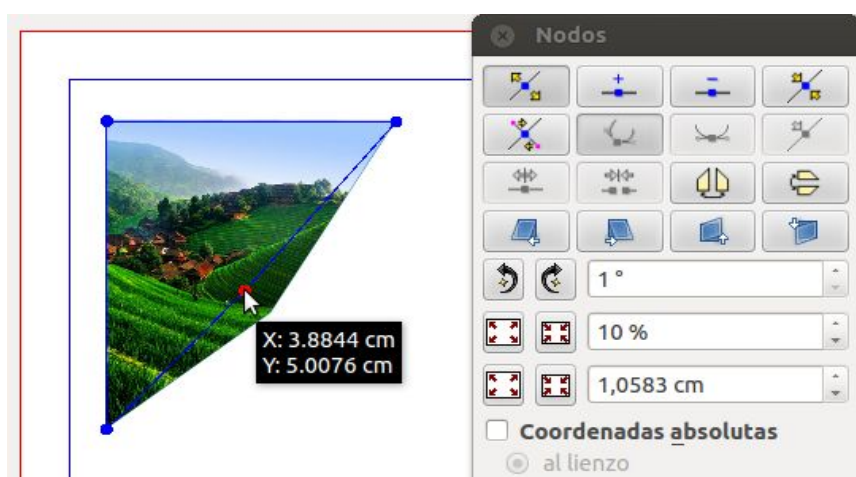 Nodos
X: 3.8844 cm
Y: 5.0076 cm
1 °
10 %
1,0583 cm
Coordenadas absolutas
al lienzo